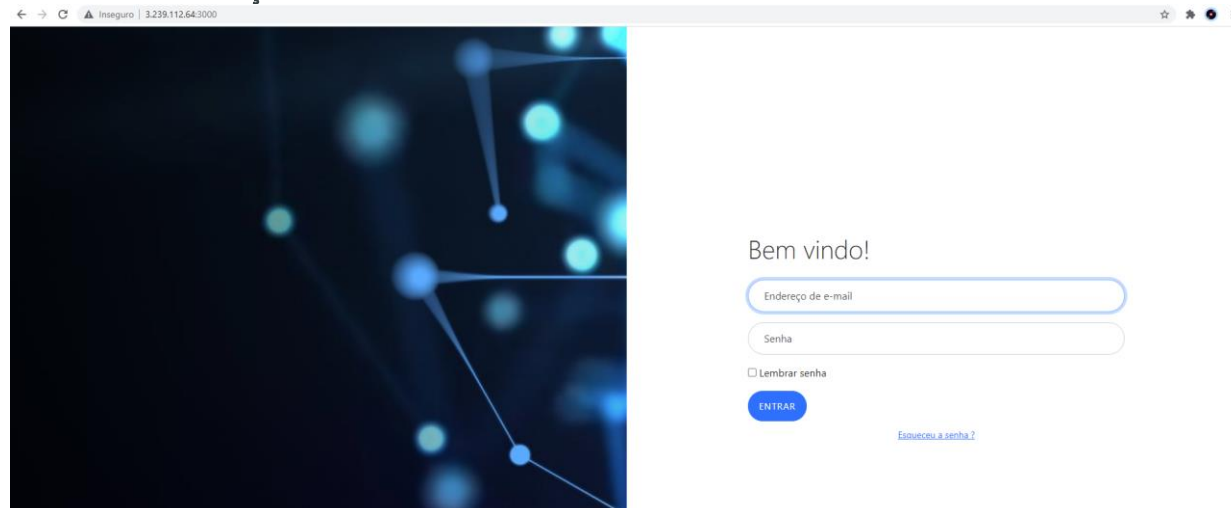 Inseguro | 3.239.112.64:3000
Bem vindo!
Endereço de e-mail
Senha
Lembrar senha
ENTRAR
Esqueceu a senha ?